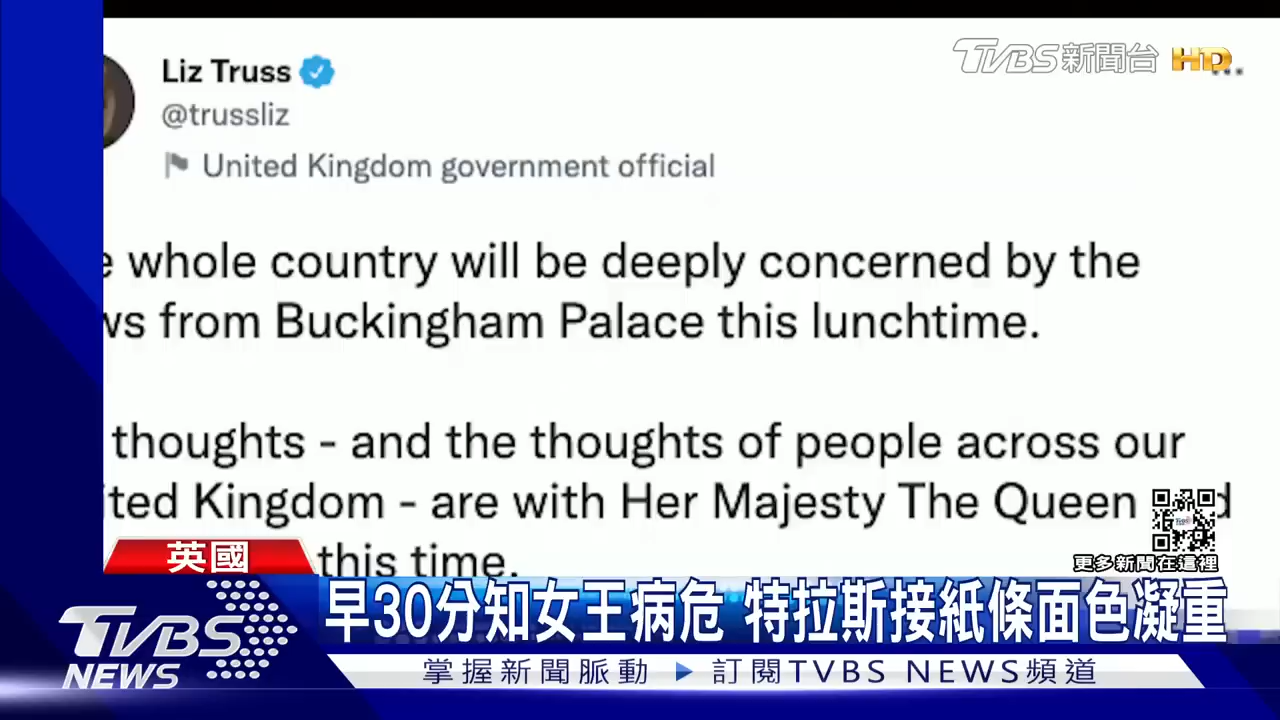 Liz Truss
TVBS新聞台 HD
@trussliz
United Kingdom government official
e whole country will be deeply concerned by the
ws from Buckingham Palace this lunchtime.
thoughts - and the thoughts of people across our
ited Kingdom - are with Her Majesty The Queen
this time.
更多新聞在這裡
英國
早30分知女王病危 特拉斯接紙條面色凝重
TVBS
NEWS
掌握新聞脈動 ▶ 訂閱TVBS NEWS頻道